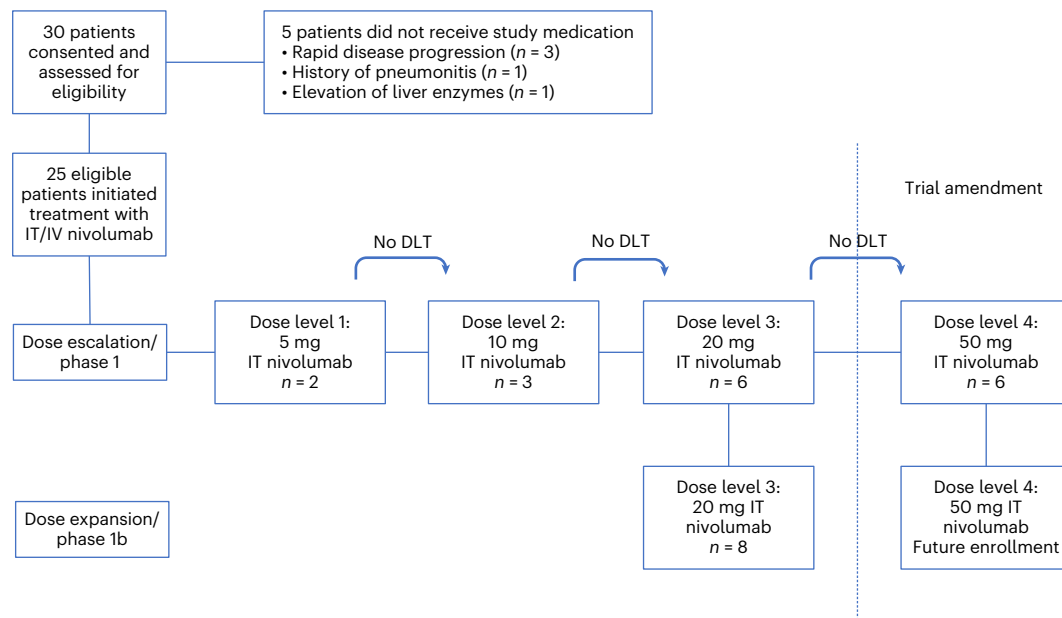 30 patients
consented and
assessed for
eligibility
5 patients did not receive study medication
• Rapid disease progression (n = 3)
• History of pneumonitis (n = 1)
• Elevation of liver enzymes (n = 1)
25 eligible
patients initiated
treatment with
IT/IV nivolumab
Trial amendment
No DLT
No DLT
No DLT
Dose escalation/
phase 1
Dose level 1:
5 mg
IT nivolumab
n = 2
Dose level 2:
10 mg
IT nivolumab
n = 3
Dose level 3:
20 mg
IT nivolumab
n = 6
Dose level 4:
50 mg
IT nivolumab
n = 6
Dose expansion/
phase 1b
Dose level 3:
20 mg IT
nivolumab
n = 8
Dose level 4:
50 mg IT
nivolumab
Future enrollment